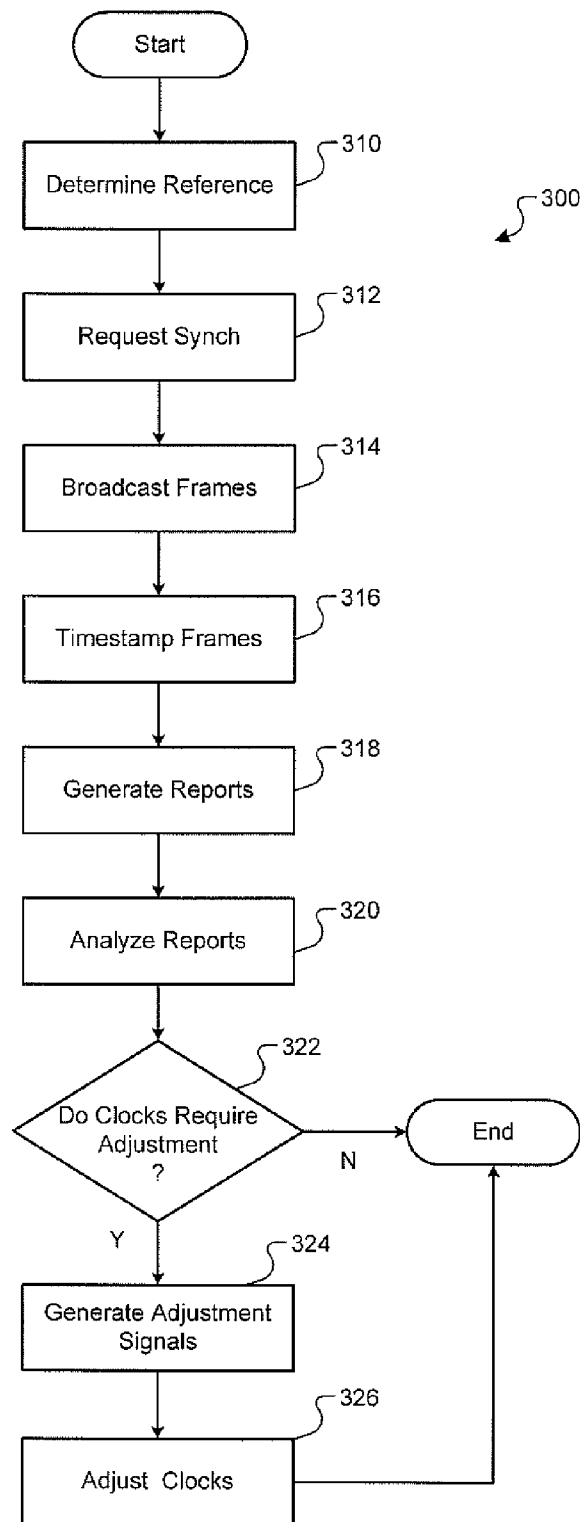 Start
310
Determine Reference
300
312
Request Synch
314
Broadcast Frames
316
Timestamp Frames
318
Generate Reports
320
Analyze Reports
322
Do Clocks Require
Adjustment
?
End
N
Y
324
Generate Adjustment
Signals
326
Adjust Clocks